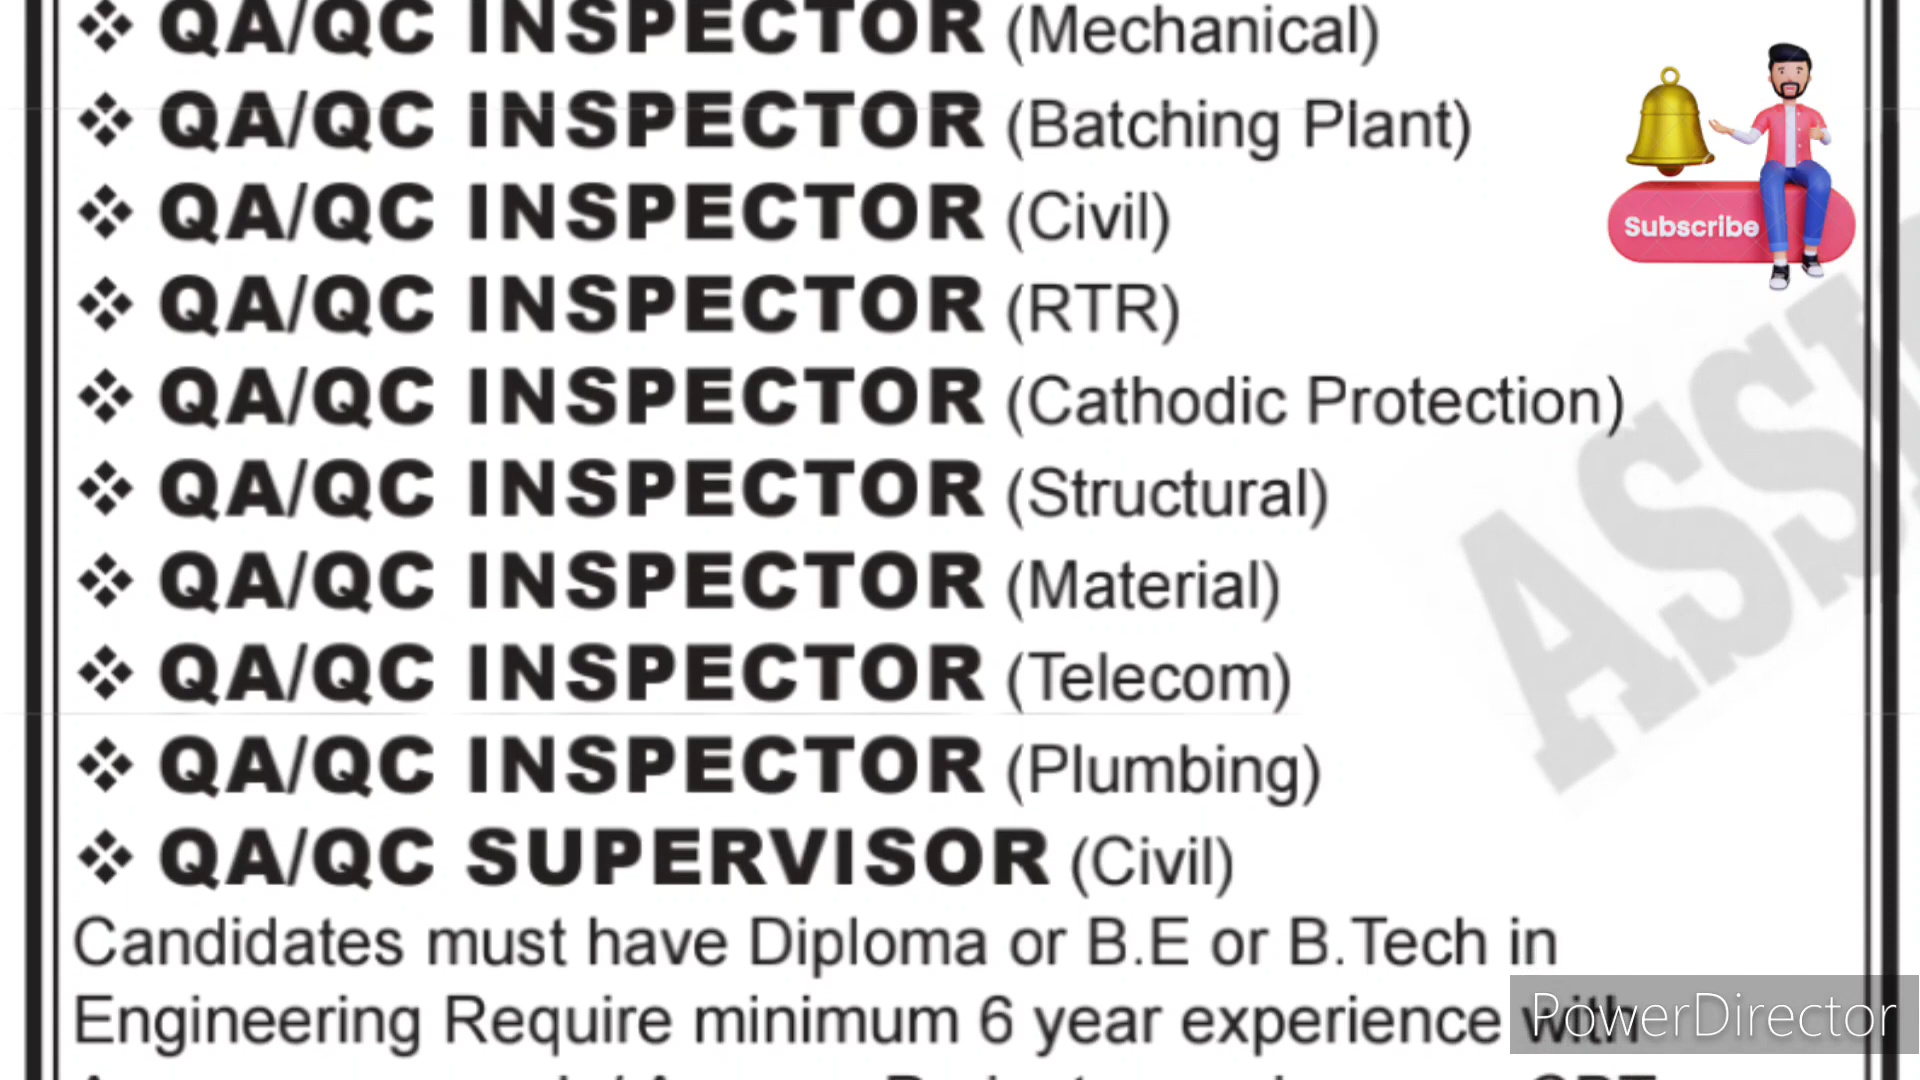 ❖ QA/QC INSPECTOR (Mechanical)
❖ QA/QC INSPECTOR (Batching Plant)
❖ QA/QC INSPECTOR (Civil)
❖ QA/QC INSPECTOR (RTR)
❖ QA/QC INSPECTOR (Cathodic Protection)
❖ QA/QC INSPECTOR (Structural)
❖ QA/QC INSPECTOR (Material)
❖ QA/QC INSPECTOR (Telecom)
❖ QA/QC INSPECTOR (Plumbing)
❖ QA/QC SUPERVISOR (Civil)
Candidates must have Diploma or B.E or B.Tech in
Engineering Require minimum 6 year experience with
Subscribe
PowerDirector